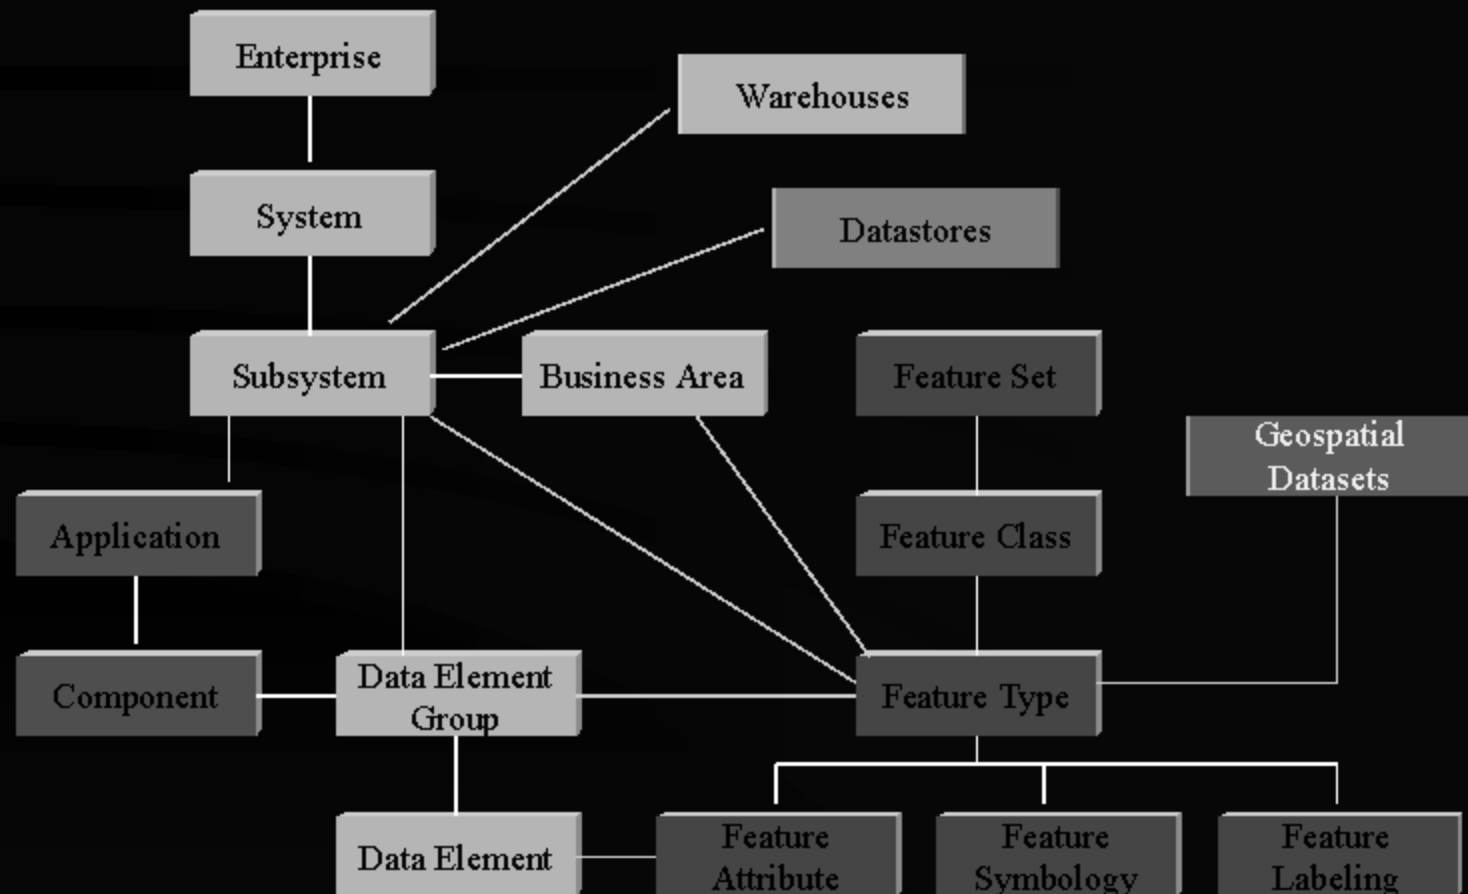 Enterprise
Warehouses
System
Datastores
Subsystem
Business Area
Feature Set
Geospatial
Datasets
Application
Feature Class
Component
Data Element
Group
Feature Type
Data Element
Feature
Attribute
Feature
Symbology
Feature
Labeling